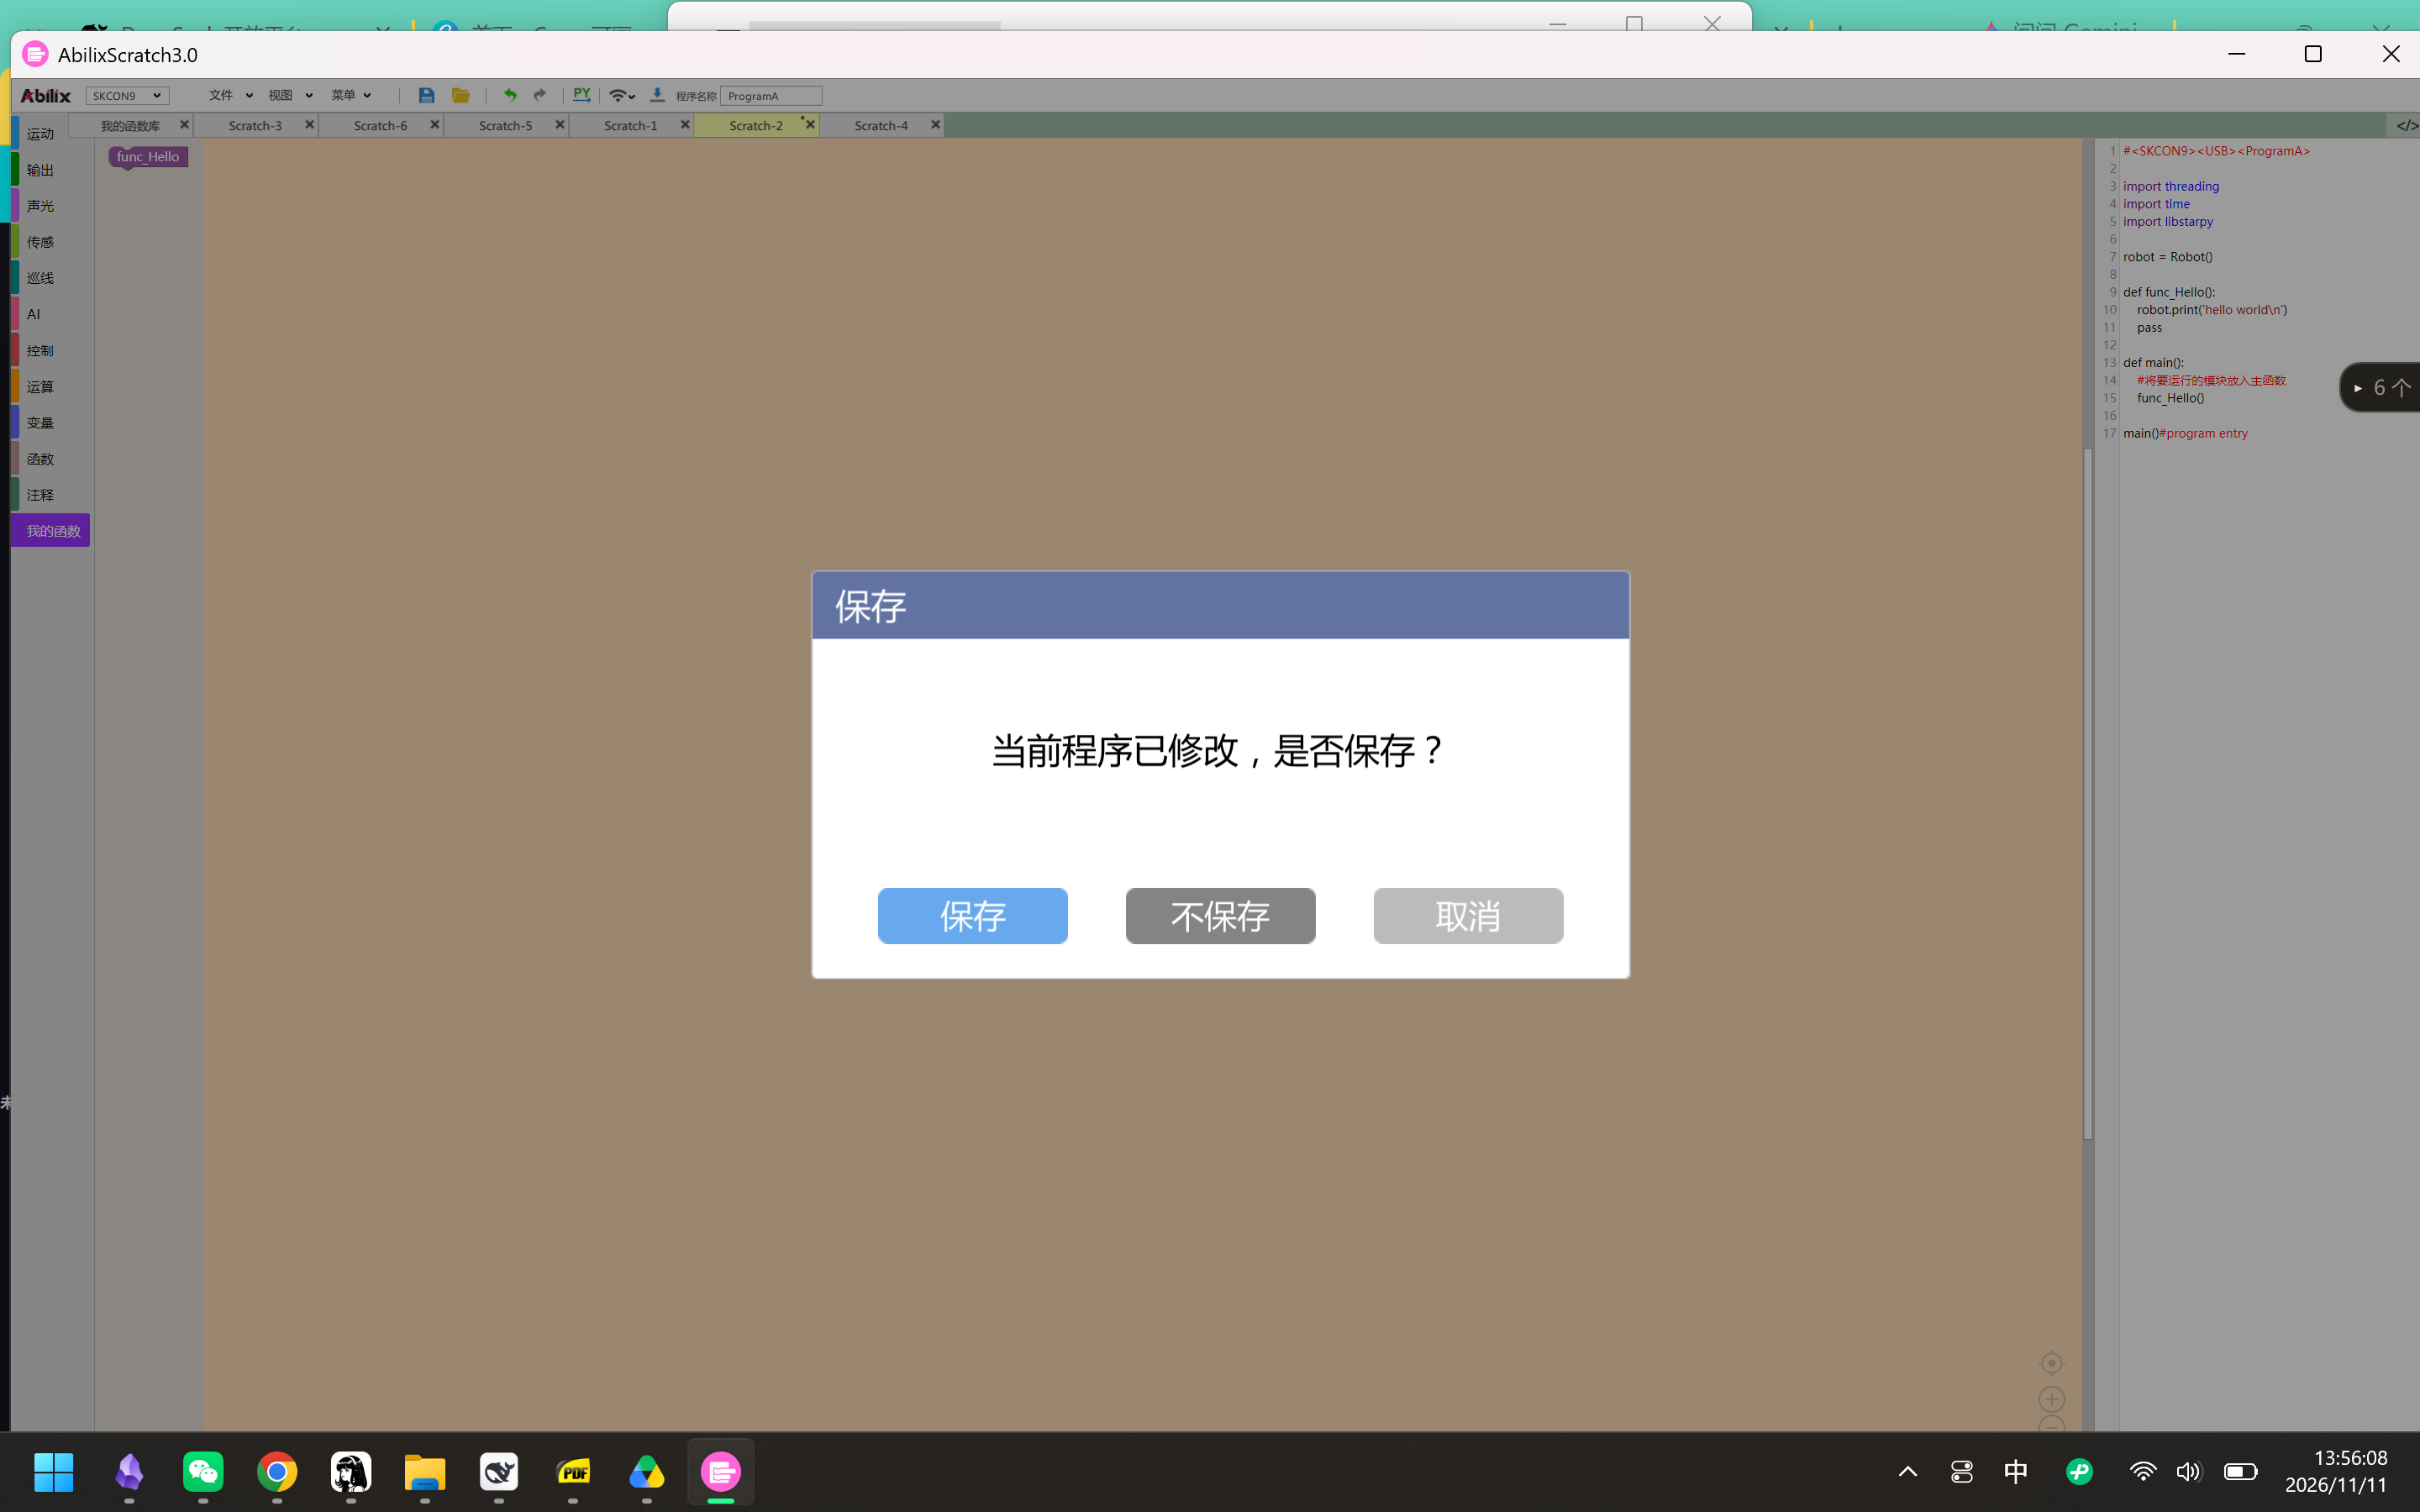 AbilixScratch3.0
Abilix SKCON9 文件 视图 菜单 PY 程序名称 ProgramA
我的函数库 Scratch-3 Scratch-6 Scratch-5 Scratch-1 Scratch-2 * Scratch-4 </>
运动
输出
声光
传感
巡线
AI
控制
运算
变量
函数
注释
我的函数
func_Hello
1 #<SKCON9><USB><ProgramA>
2
3 import threading
4 import time
5 import libstarpy
6
7 robot = Robot()
8
9 def func_Hello():
10 robot.print('hello world\n')
11 pass
12
13 def main():
14 #将要运行的模块放入主函数
15 func_Hello()
16
17 main()#program entry
6 个
保存
当前程序已修改，是否保存？
保存 不保存 取消
PDF
中
13:56:08
2026/11/11